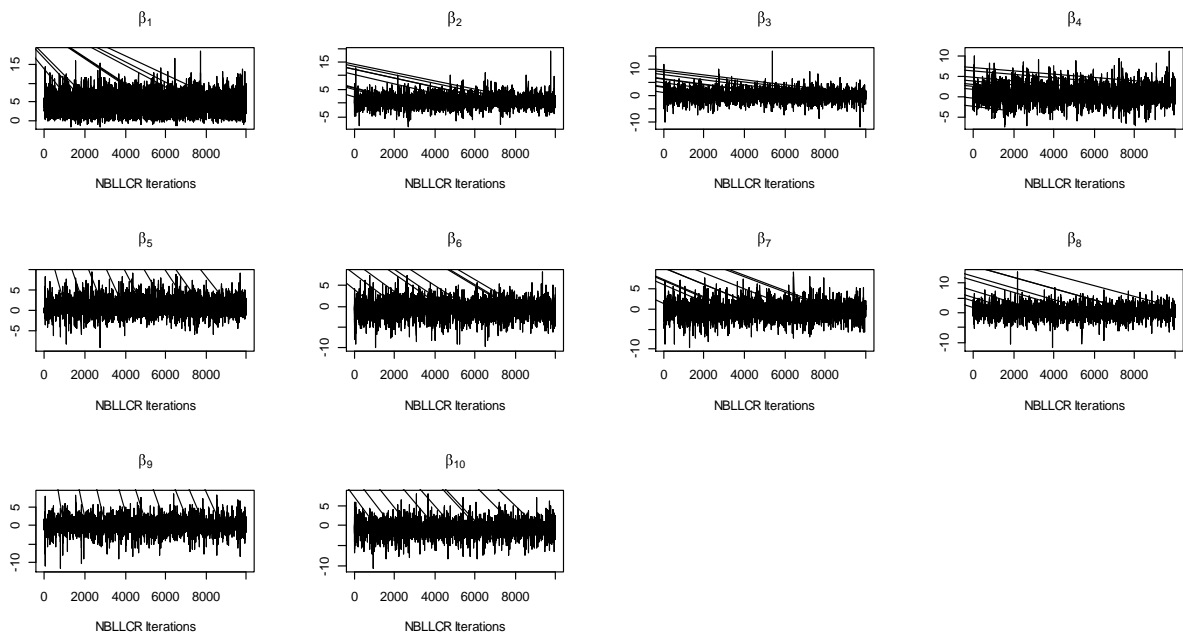 β1 β2 β3 β4
15 5 0
15 5 -5
10 0 -10
10 5 0 -5
0 2000 4000 6000 8000 0 2000 4000 6000 8000 0 2000 4000 6000 8000 0 2000 4000 6000 8000
NBLLCR Iterations NBLLCR Iterations NBLLCR Iterations NBLLCR Iterations
β5 β6 β7 β8
5 -5
5 0 -10
5 0 -10
10 0 -10
0 2000 4000 6000 8000 0 2000 4000 6000 8000 0 2000 4000 6000 8000 0 2000 4000 6000 8000
NBLLCR Iterations NBLLCR Iterations NBLLCR Iterations NBLLCR Iterations
β9 β10
5 0 -10
5 0 -10
0 2000 4000 6000 8000 0 2000 4000 6000 8000
NBLLCR Iterations NBLLCR Iterations